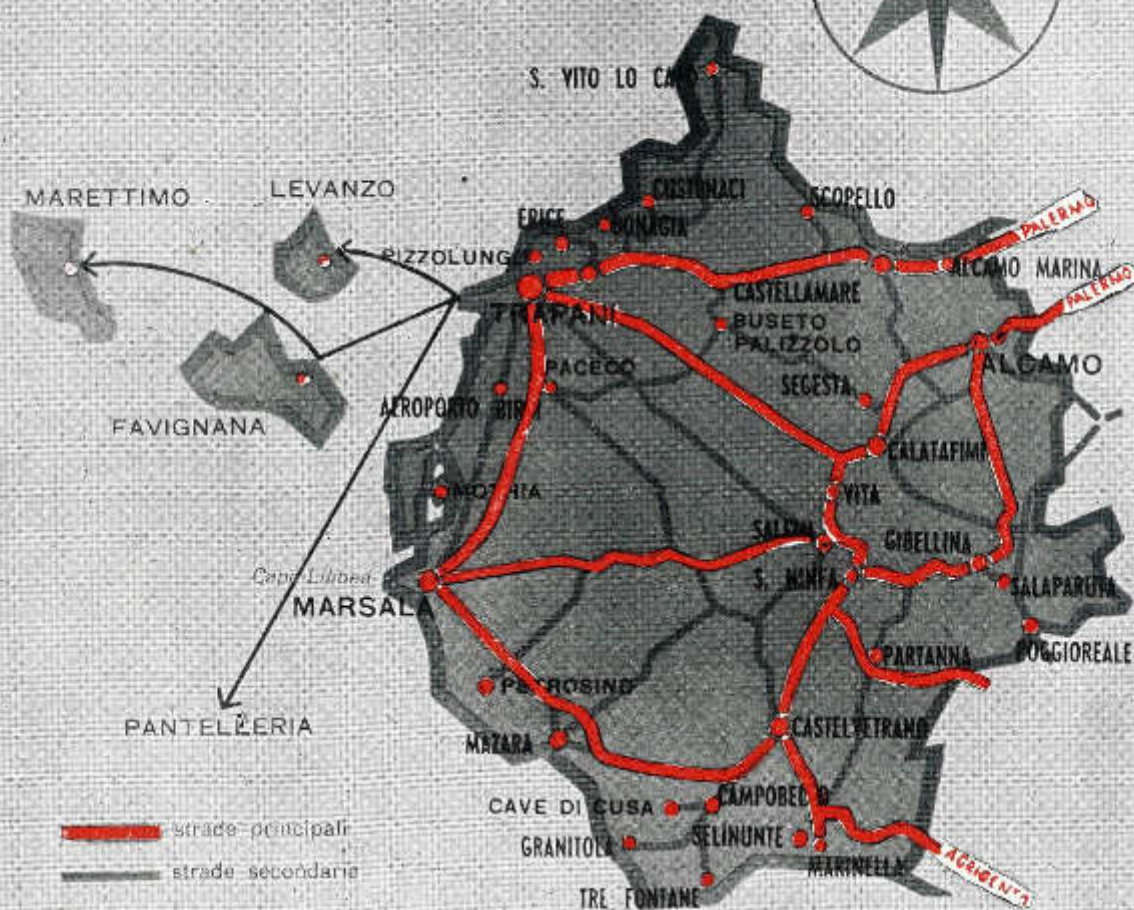 S. VITO LO CAPO
MARETTIMO
LEVANZO
CUSTONACI
SCOPELLO
ERICE
BONAGIA
PALERMO
PIZZOLUNGO
ALCAMO MARINA
CASTELLAMARE
PALERMO
TRAPANI
BUSETO
PALIZZOLO
ALCAMO
PACECO
SEGESTA
AEROPORTO BIRGI
FAVIGNANA
CALATAFIMI
MOTHIA
VITA
SALEMI
GIBELLINA
Capo Lilibeo
S. NINFA
SALAPARUTA
MARSALA
PARTANNA
POGGIOREALE
PETROSINO
PANTELLERIA
CASTELVETRANO
MAZARA
CAVE DI CUSA
CAMPOBELLO
strade principali
GRANITOLA
SELINUNTE
MARINELLA
AGRIGENTO
strade secondarie
TRE FONTANE